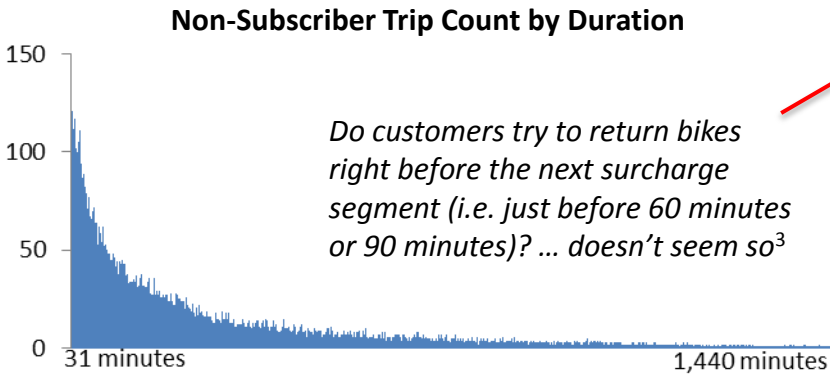 Non-Subscriber Trip Count by Duration
150
100
50
0
Do customers try to return bikes
right before the next surcharge
segment (i.e. just before 60 minutes
or 90 minutes)? … doesn’t seem so³
31 minutes
1,440 minutes